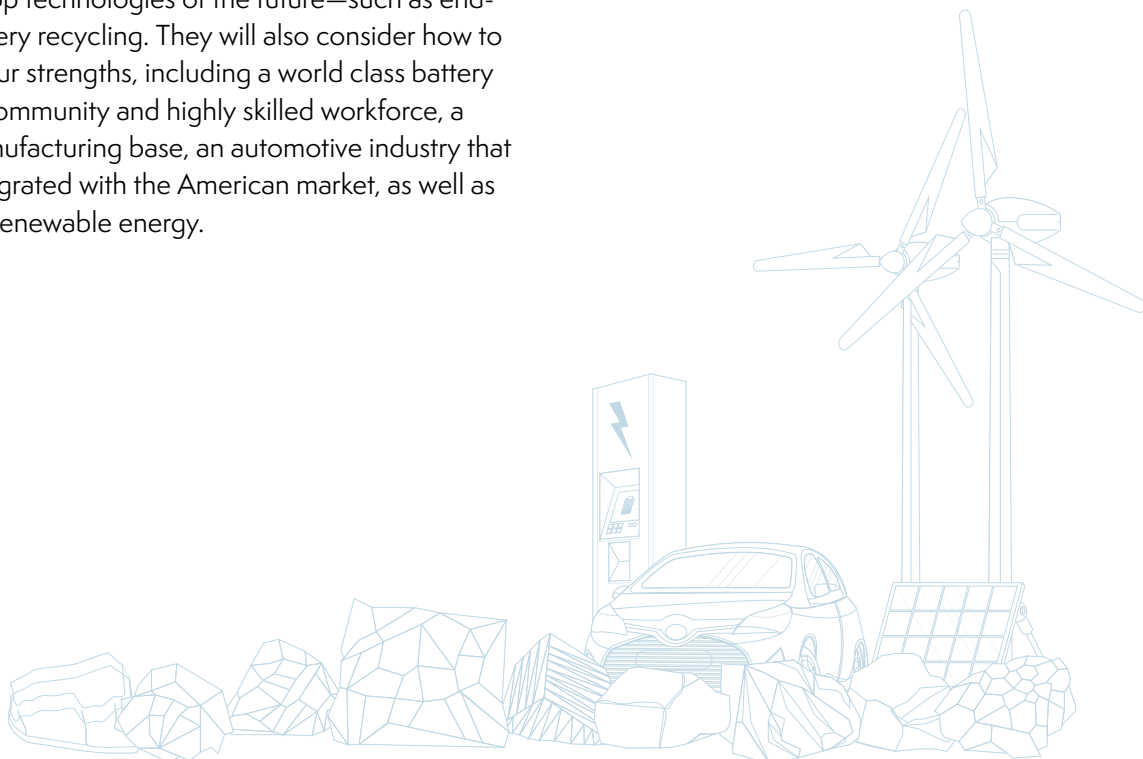 op technologies of the future—such as end-
ery recycling. They will also consider how to
ur strengths, including a world class battery
ommunity and highly skilled workforce, a
nufacturing base, an automotive industry that
grated with the American market, as well as
enewable energy.